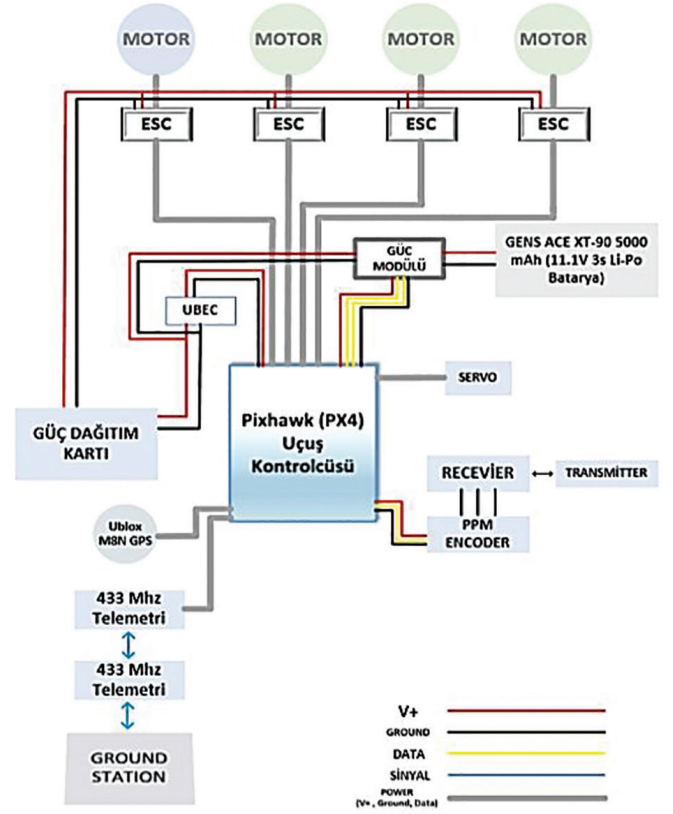 MOTOR
MOTOR
MOTOR
MOTOR
ESC
ESC
ESC
ESC
GÜÇ
MODÜLÜ
GENS ACE XT-90 5000
mAh (11.1V 3s Li-Po
Batarya)
UBEC
SERVO
Pixhawk (PX4)
Uçuş
Kontrolcüsü
GÜÇ DAĞITIM
KARTI
RECEVİER
TRANSMİTTER
PPM
ENCODER
Ublox
M8N GPS
433 Mhz
Telemetri
433 Mhz
Telemetri
GROUND
STATION
V+
GROUND
DATA
SİNYAL
POWER
(V+ , Ground, Data)